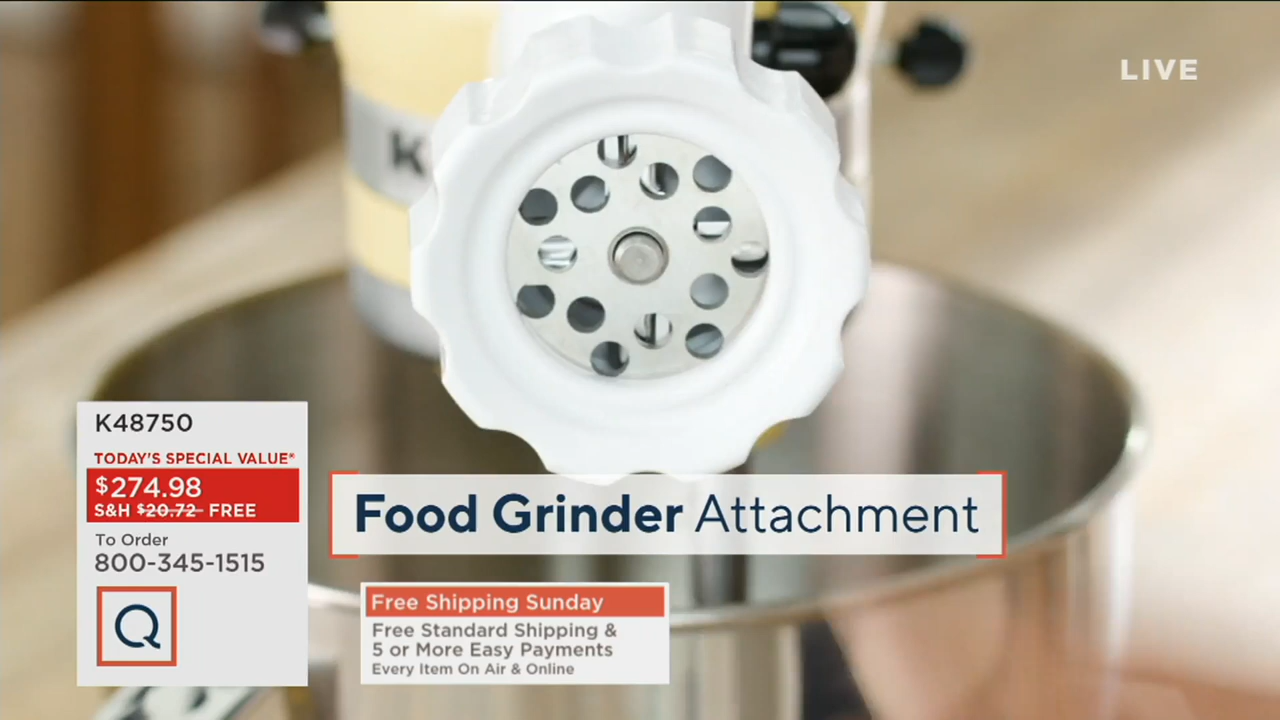 LIVE
K
K48750
TODAY'S SPECIAL VALUE®
$274.98
S&H $20.72 FREE
To Order
800-345-1515
Q
Food Grinder Attachment
Free Shipping Sunday
Free Standard Shipping &
5 or More Easy Payments
Every Item On Air & Online